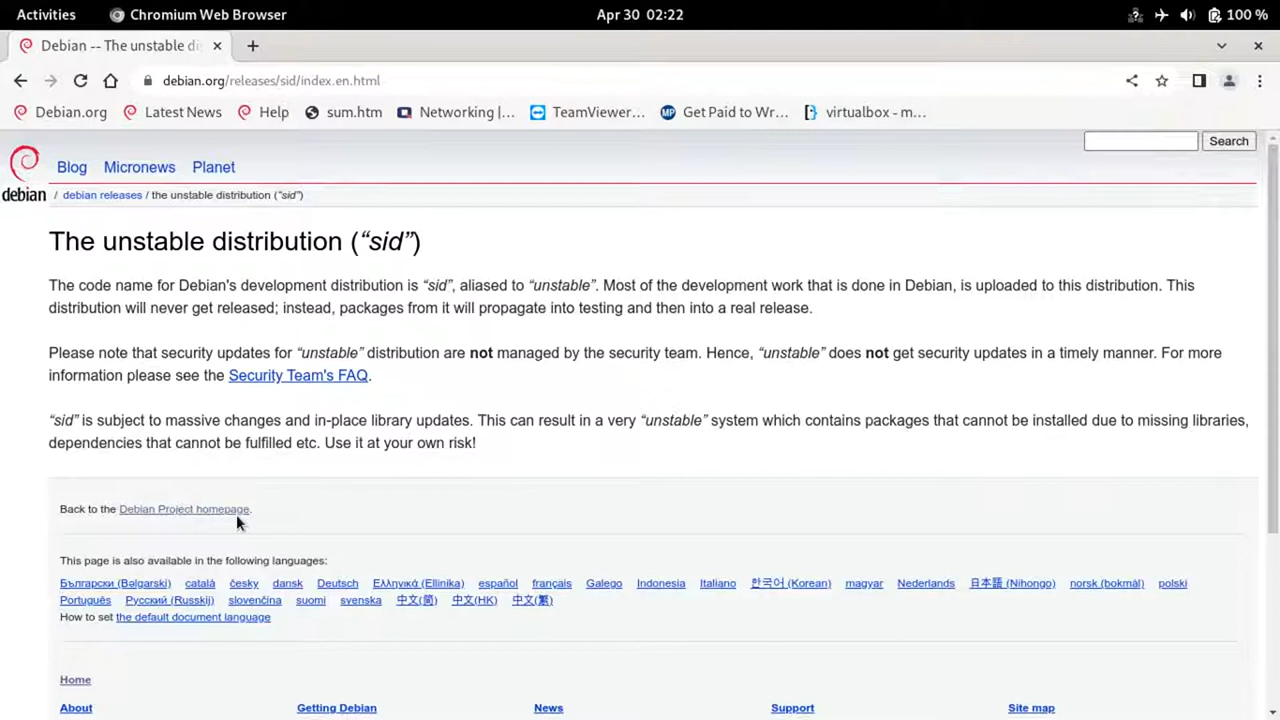 Activities Chromium Web Browser Apr 30 02:22 100 %
Debian -- The unstable di
debian.org/releases/sid/index.en.html
Debian.org Latest News Help sum.htm Networking |... TeamViewer... Get Paid to Wr... virtualbox - m...
Search
Blog Micronews Planet
debian / debian releases / the unstable distribution (“sid”)
The unstable distribution (“sid”)
The code name for Debian's development distribution is “sid”, aliased to “unstable”. Most of the development work that is done in Debian, is uploaded to this distribution. This
distribution will never get released; instead, packages from it will propagate into testing and then into a real release.
Please note that security updates for “unstable” distribution are not managed by the security team. Hence, “unstable” does not get security updates in a timely manner. For more
information please see the Security Team's FAQ.
“sid” is subject to massive changes and in-place library updates. This can result in a very “unstable” system which contains packages that cannot be installed due to missing libraries,
dependencies that cannot be fulfilled etc. Use it at your own risk!
Back to the Debian Project homepage.
This page is also available in the following languages:
Български (Bəlgarski) català česky dansk Deutsch Ελληνικά (Ellinika) español français Galego Indonesia Italiano 한국어 (Korean) magyar Nederlands 日本語 (Nihongo) norsk (bokmål) polski
Português Русский (Russkij) slovenčina suomi svenska 中文(简) 中文(HK) 中文(繁)
How to set the default document language
Home
About Getting Debian News Support Site map